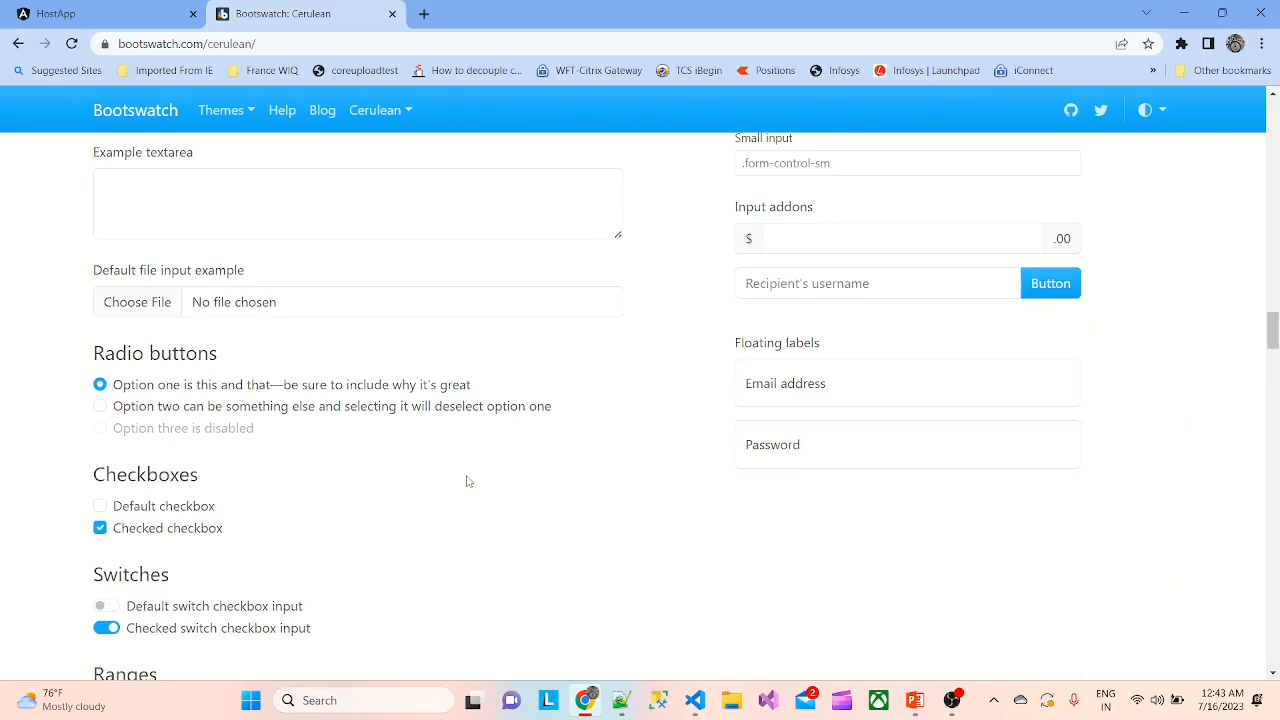 HostApp
Bootswatch: Cerulean
bootswatch.com/cerulean/
Suggested Sites
Imported From IE
Franco WIQ
coreuploadtest
How to decouple c...
WFT-Citrix Gateway
TCS iBegin
Positions
Infosys
Infosys | Launchpad
iConnect
»
Other bookmarks
Bootswatch
Themes
Help
Blog
Cerulean
Example textarea
Default file input example
Choose File
No file chosen
Radio buttons
Option one is this and that—be sure to include why it's great
Option two can be something else and selecting it will deselect option one
Option three is disabled
Checkboxes
Default checkbox
Checked checkbox
Switches
Default switch checkbox input
Checked switch checkbox input
Ranges
Small input
.form-control-sm
Input addons
$
.00
Recipient's username
Button
Floating labels
Email address
Password
76°F
Mostly cloudy
Search
L
2
ENG
IN
12:43 AM
7/16/2023